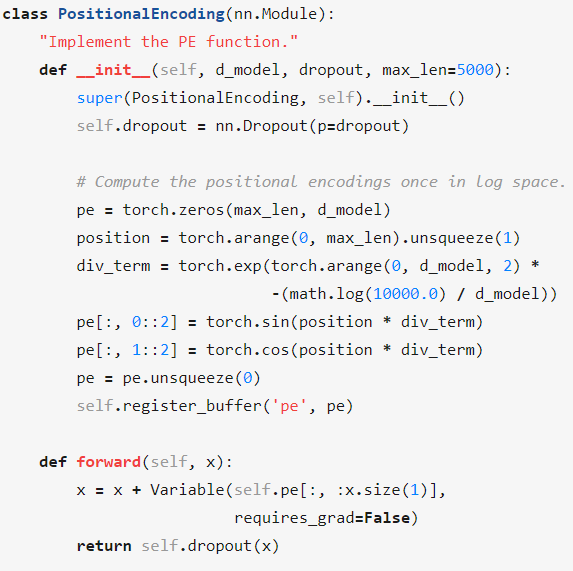 class PositionalEncoding(nn.Module):
    "Implement the PE function."
    def __init__(self, d_model, dropout, max_len=5000):
        super(PositionalEncoding, self).__init__()
        self.dropout = nn.Dropout(p=dropout)

        # Compute the positional encodings once in log space.
        pe = torch.zeros(max_len, d_model)
        position = torch.arange(0, max_len).unsqueeze(1)
        div_term = torch.exp(torch.arange(0, d_model, 2) *
                             -(math.log(10000.0) / d_model))
        pe[:, 0::2] = torch.sin(position * div_term)
        pe[:, 1::2] = torch.cos(position * div_term)
        pe = pe.unsqueeze(0)
        self.register_buffer('pe', pe)

    def forward(self, x):
        x = x + Variable(self.pe[:, :x.size(1)],
                         requires_grad=False)
        return self.dropout(x)